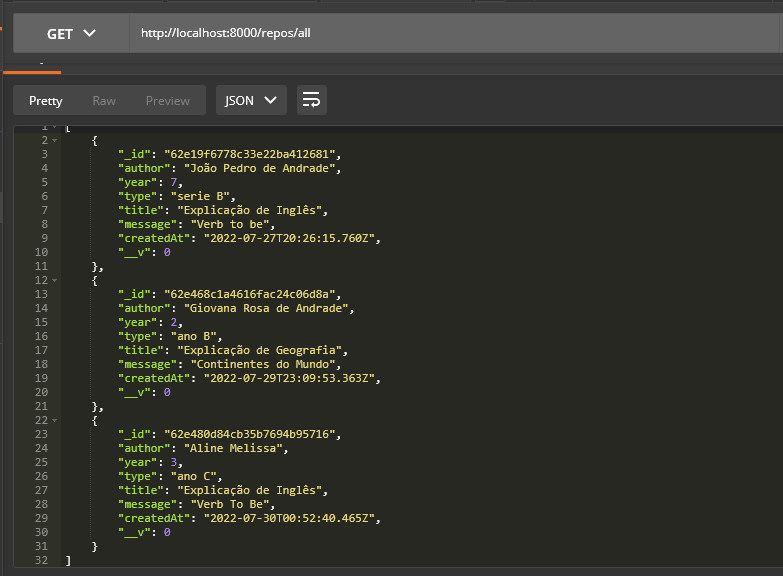 GET http://localhost:8000/repos/all
Pretty Raw Preview JSON
1 [
2 {
3 "_id": "62e19f6778c33e22ba412681",
4 "author": "João Pedro de Andrade",
5 "year": 7,
6 "type": "serie B",
7 "title": "Explicação de Inglês",
8 "message": "Verb to be",
9 "createdAt": "2022-07-27T20:26:15.760Z",
10 "__v": 0
11 },
12 {
13 "_id": "62e468c1a4616fac24c06d8a",
14 "author": "Giovana Rosa de Andrade",
15 "year": 2,
16 "type": "ano B",
17 "title": "Explicação de Geografia",
18 "message": "Continentes do Mundo",
19 "createdAt": "2022-07-29T23:09:53.363Z",
20 "__v": 0
21 },
22 {
23 "_id": "62e480d84cb35b7694b95716",
24 "author": "Aline Melissa",
25 "year": 3,
26 "type": "ano C",
27 "title": "Explicação de Inglês",
28 "message": "Verb To Be",
29 "createdAt": "2022-07-30T00:52:40.465Z",
30 "__v": 0
31 }
32 ]